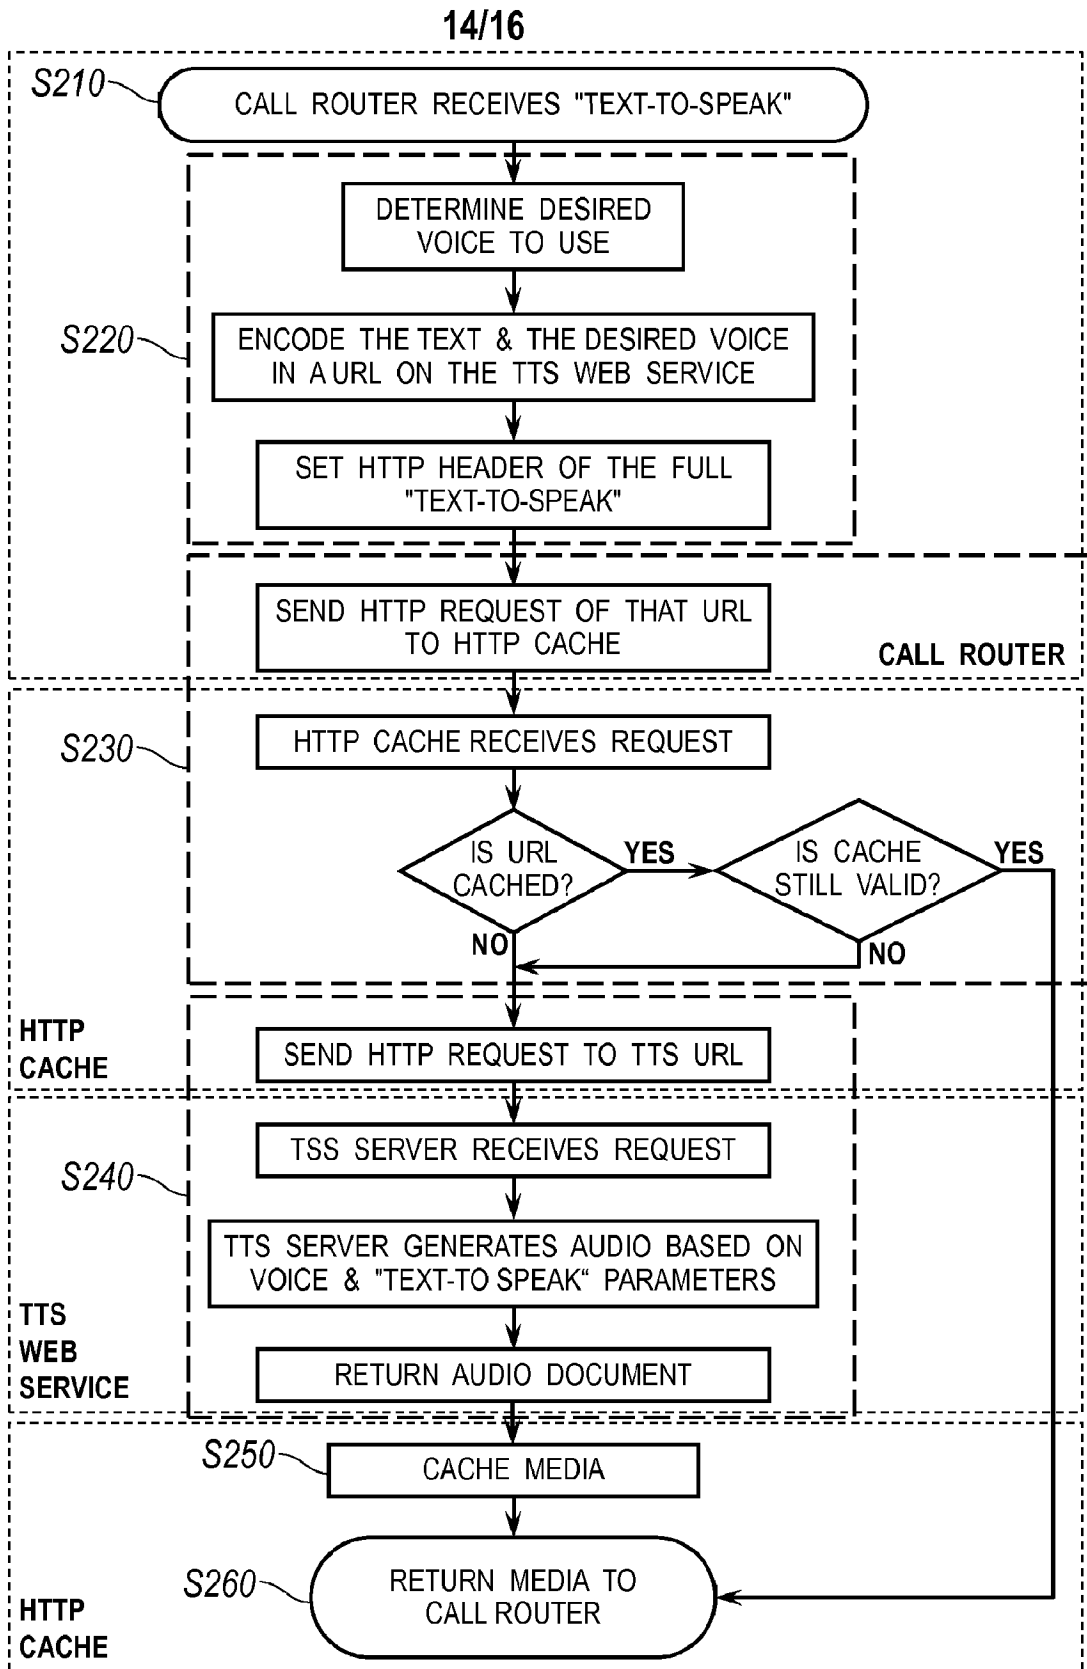 14/16
S210
CALL ROUTER RECEIVES "TEXT-TO-SPEAK"
DETERMINE DESIRED
VOICE TO USE
S220
ENCODE THE TEXT & THE DESIRED VOICE
IN A URL ON THE TTS WEB SERVICE
SET HTTP HEADER OF THE FULL
"TEXT-TO-SPEAK"
SEND HTTP REQUEST OF THAT URL
TO HTTP CACHE
CALL ROUTER
S230
HTTP CACHE RECEIVES REQUEST
IS URL
CACHED?
YES
IS CACHE
STILL VALID?
YES
NO
NO
HTTP
CACHE
SEND HTTP REQUEST TO TTS URL
TSS SERVER RECEIVES REQUEST
S240
TTS SERVER GENERATES AUDIO BASED ON
VOICE & "TEXT-TO SPEAK“ PARAMETERS
TTS
WEB
SERVICE
RETURN AUDIO DOCUMENT
S250
CACHE MEDIA
S260
RETURN MEDIA TO
CALL ROUTER
HTTP
CACHE